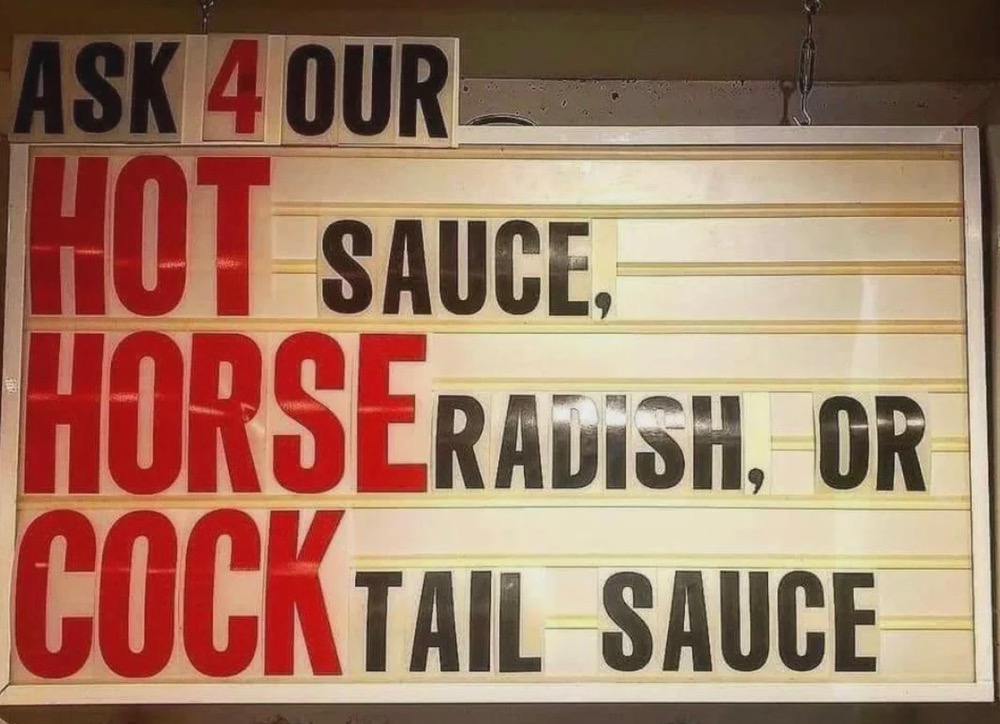 ASK 4 OUR
HOT SAUCE,
HORSERADISH, OR
COCKTAIL SAUCE